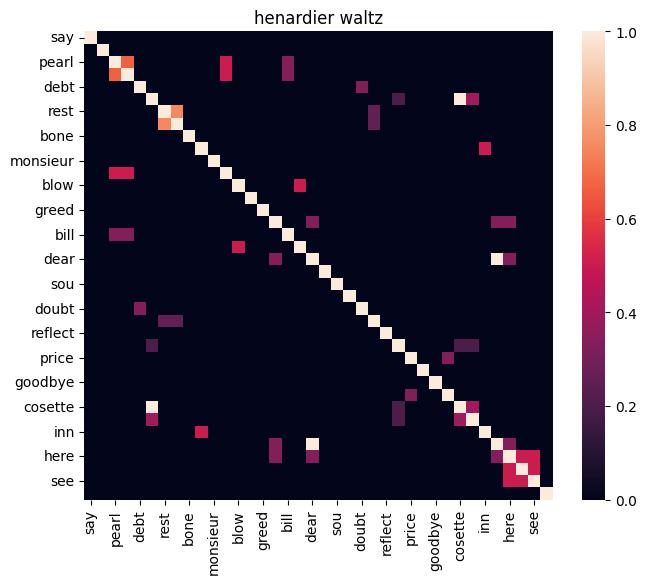 henardier waltz
say
pearl
debt
rest
bone
monsieur
blow
greed
bill
dear
sou
doubt
reflect
price
goodbye
cosette
inn
here
see
1.0
0.8
0.6
0.4
0.2
0.0
say
pearl
debt
rest
bone
monsieur
blow
greed
bill
dear
sou
doubt
reflect
price
goodbye
cosette
inn
here
see